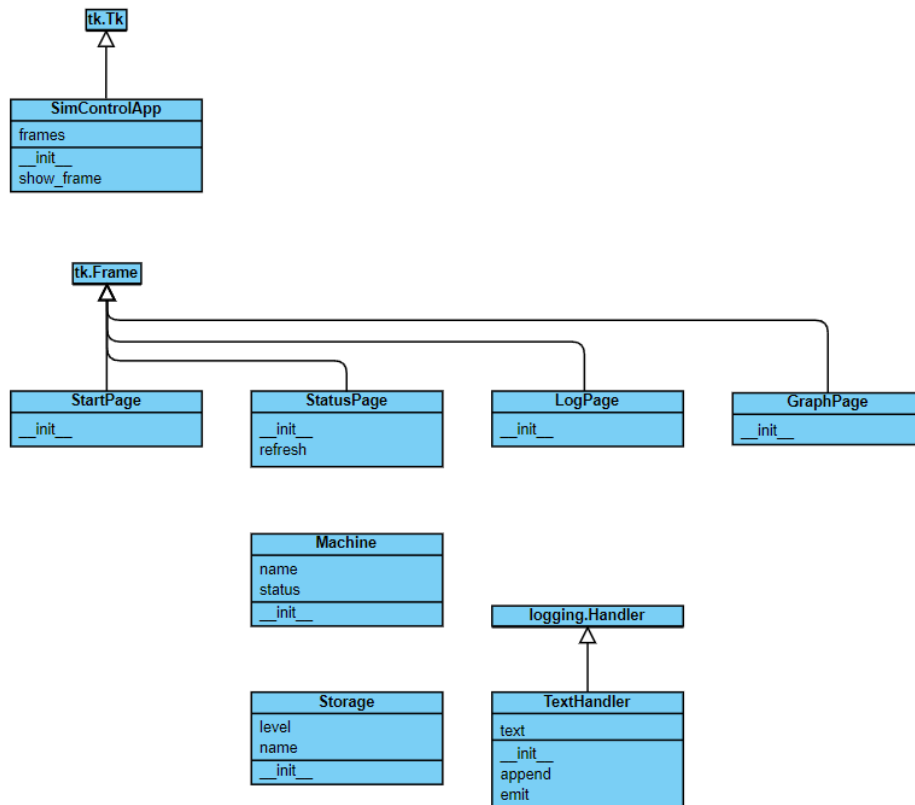 tk.Tk
SimControlApp
frames
__init__
show_frame
tk.Frame
StartPage
__init__
StatusPage
__init__
refresh
LogPage
__init__
GraphPage
__init__
Machine
name
status
__init__
logging.Handler
Storage
level
name
__init__
TextHandler
text
__init__
append
emit